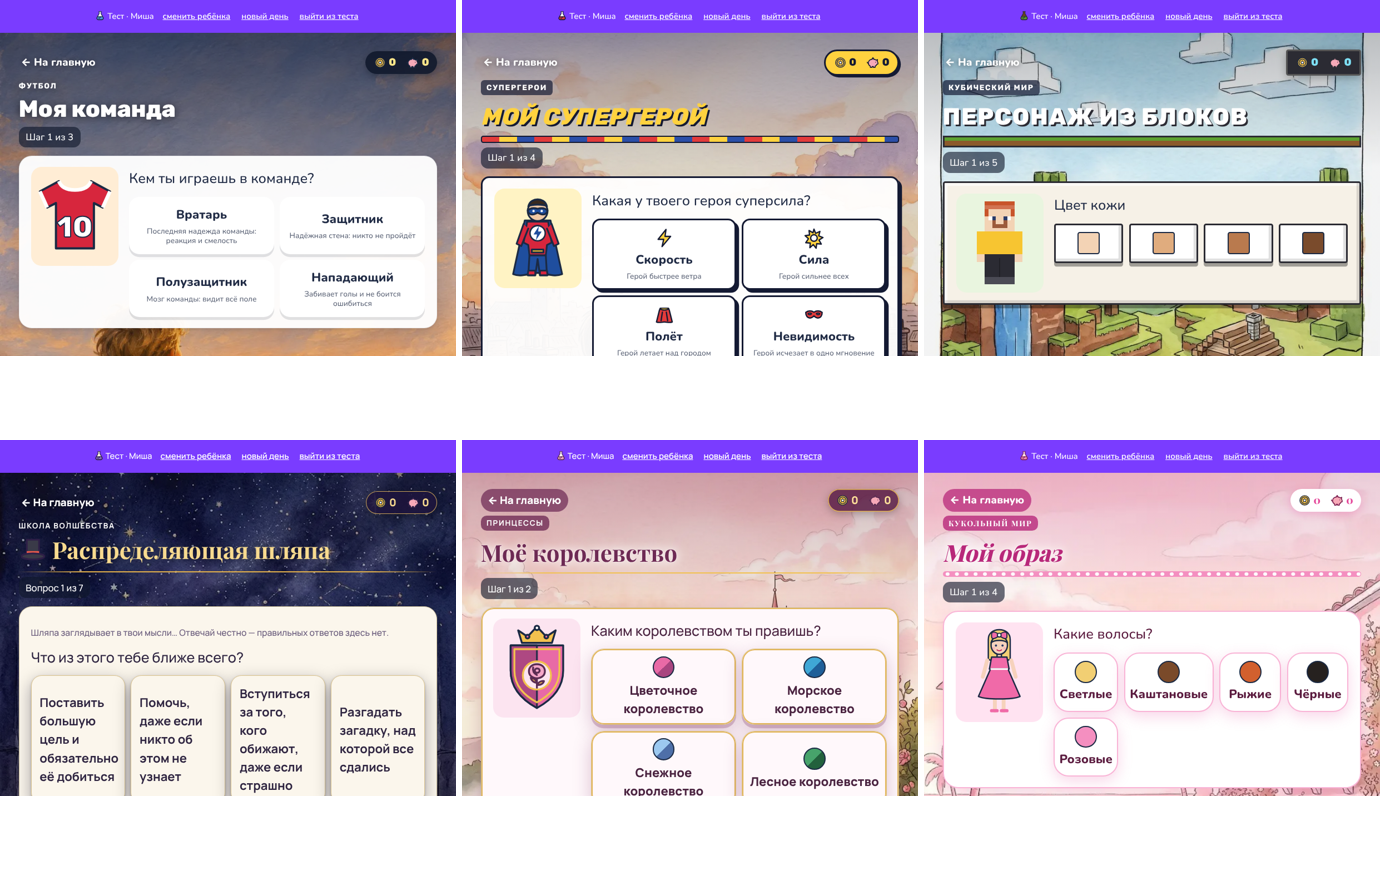 Тест · Миша сменить ребёнка новый день выйти из теста
← На главную 0 0
ФУТБОЛ
Моя команда
Шаг 1 из 3
10
Кем ты играешь в команде?
Вратарь
Последняя надежда команды:
реакция и смелость
Защитник
Надёжная стена: никто не пройдёт
Полузащитник
Мозг команды: видит всё поле
Нападающий
Забивает голы и не боится
ошибиться
Тест · Миша сменить ребёнка новый день выйти из теста
← На главную 0 0
СУПЕРГЕРОИ
МОЙ СУПЕРГЕРОЙ
Шаг 1 из 4
Какая у твоего героя суперсила?
Скорость
Герой быстрее ветра
Сила
Герой сильнее всех
Полёт
Герой летает над городом
Невидимость
Герой исчезает в одно мгновение
Тест · Миша сменить ребёнка новый день выйти из теста
← На главную 0 0
КУБИЧЕСКИЙ МИР
ПЕРСОНАЖ ИЗ БЛОКОВ
Шаг 1 из 5
Цвет кожи
Тест · Миша сменить ребёнка новый день выйти из теста
← На главную 0 0
ШКОЛА ВОЛШЕБСТВА
Распределяющая шляпа
Вопрос 1 из 7
Шляпа заглядывает в твои мысли… Отвечай честно — правильных ответов здесь нет.
Что из этого тебе ближе всего?
Поставить
большую
цель и
обязательно
её добиться
Помочь,
даже если
никто об
этом не
узнает
Вступиться
за того,
кого
обижают,
даже если
страшно
Разгадать
загадку, над
которой все
сдались
Тест · Миша сменить ребёнка новый день выйти из теста
← На главную 0 0
ПРИНЦЕССЫ
Моё королевство
Шаг 1 из 2
Каким королевством ты правишь?
Цветочное
королевство
Морское
королевство
Снежное
королевство
Лесное королевство
Тест · Миша сменить ребёнка новый день выйти из теста
← На главную 0 0
КУКОЛЬНЫЙ МИР
Мой образ
Шаг 1 из 4
Какие волосы?
Светлые
Каштановые
Рыжие
Чёрные
Розовые